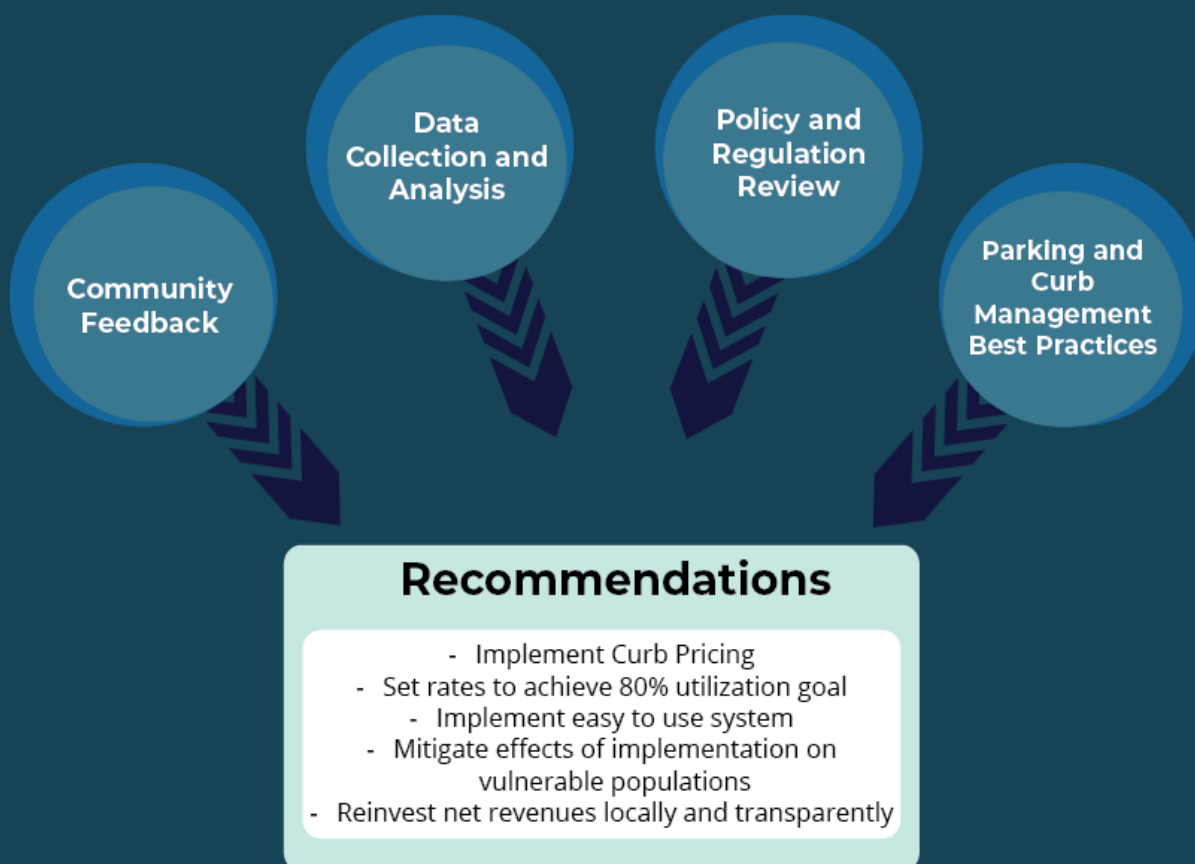 Community
Feedback
Data
Collection and
Analysis
Policy and
Regulation
Review
Parking and
Curb
Management
Best Practices
Recommendations
- Implement Curb Pricing
- Set rates to achieve 80% utilization goal
- Implement easy to use system
- Mitigate effects of implementation on
vulnerable populations
- Reinvest net revenues locally and transparently